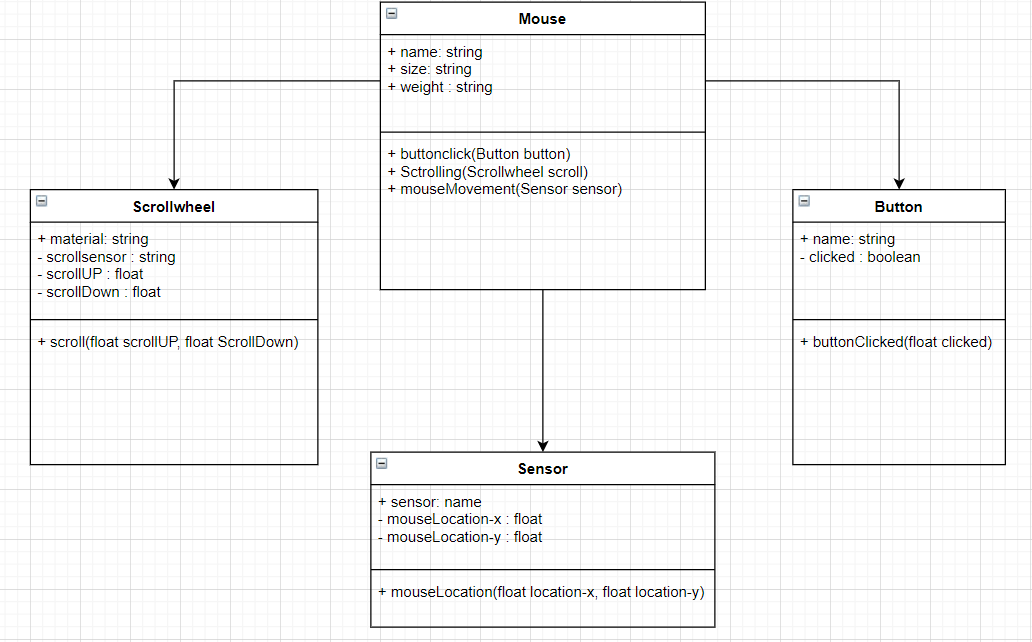 Mouse
+ name: string
+ size: string
+ weight : string
+ buttonclick(Button button)
+ Sctrolling(Scrollwheel scroll)
+ mouseMovement(Sensor sensor)
Scrollwheel
+ material: string
- scrollsensor : string
- scrollUP : float
- scrollDown : float
+ scroll(float scrollUP, float ScrollDown)
Button
+ name: string
- clicked : boolean
+ buttonClicked(float clicked)
Sensor
+ sensor: name
- mouseLocation-x : float
- mouseLocation-y : float
+ mouseLocation(float location-x, float location-y)